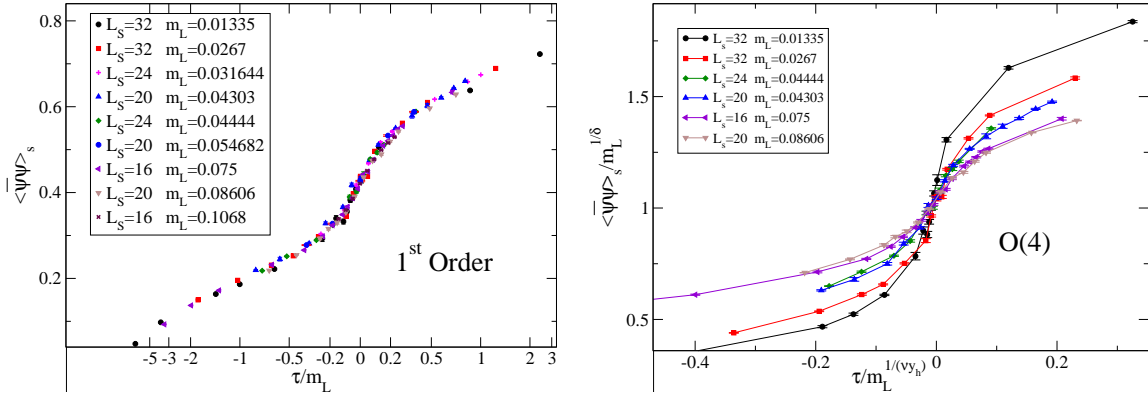 0.8
0.6
0.4
0.2
<ψ̄ψ>ₛ
L_S=32 m_L=0.01335
L_S=32 m_L=0.0267
L_S=24 m_L=0.031644
L_S=20 m_L=0.04303
L_S=24 m_L=0.04444
L_S=20 m_L=0.054682
L_S=16 m_L=0.075
L_S=20 m_L=0.08606
L_S=16 m_L=0.1068
1^st Order
-5 -3 -2 -1 -0.5 -0.2 0 0.2 0.5 1 2 3
τ/m_L
1.5
1
0.5
<ψ̄ψ>ₛ/m_L^1/δ
L_s=32 m_L=0.01335
L_s=32 m_L=0.0267
L_s=24 m_L=0.04444
L_s=20 m_L=0.04303
L_s=16 m_L=0.075
L_s=20 m_L=0.08606
O(4)
-0.2 0 0.2
τ/m_L^1/(νy_h)